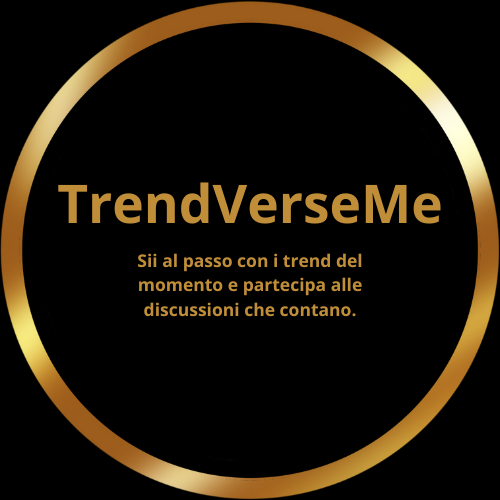 TrendVerseMe
Sii al passo con i trend del
momento e partecipa alle
discussioni che contano.